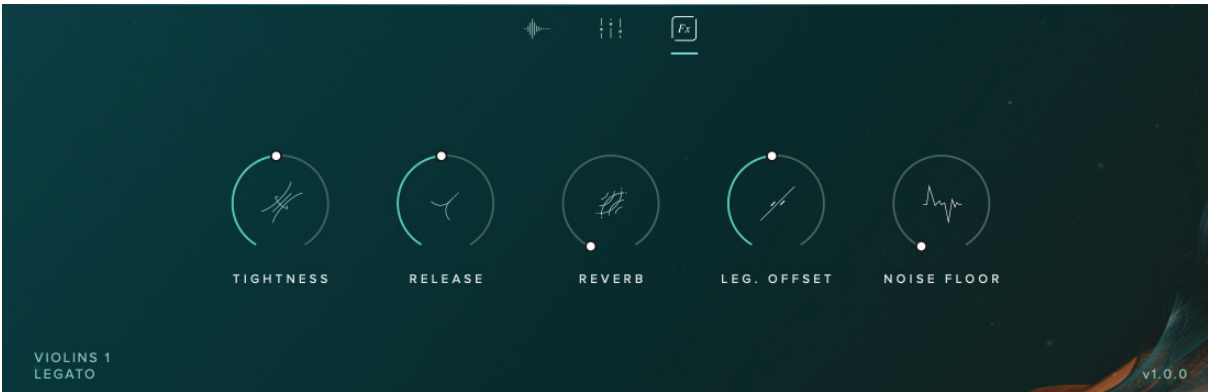 Fx
TIGHTNESS
RELEASE
REVERB
LEG. OFFSET
NOISE FLOOR
VIOLINS 1
LEGATO
v1.0.0